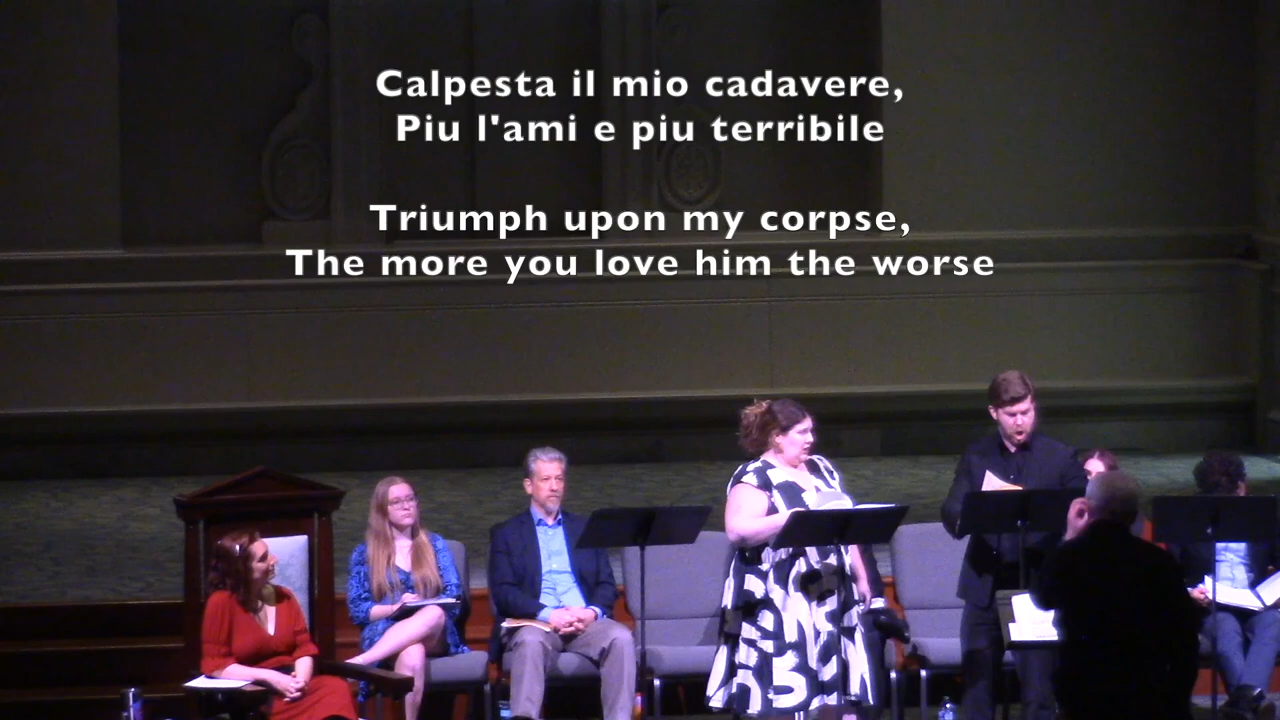 Calpesta il mio cadavere,
Piu l'ami e piu terribile
Triumph upon my corpse,
The more you love him the worse